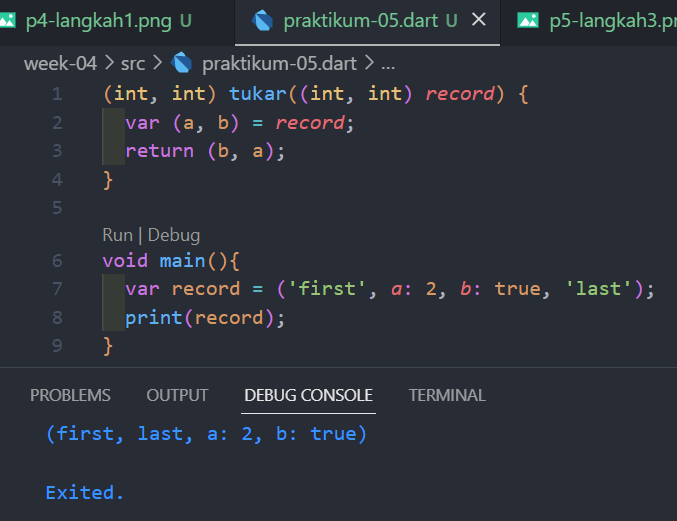 p4-langkah1.png U praktikum-05.dart U × p5-langkah3.pr
week-04 > src > praktikum-05.dart > ...
1 (int, int) tukar((int, int) record) {
2 var (a, b) = record;
3 return (b, a);
4 }
5
Run | Debug
6 void main(){
7 var record = ('first', a: 2, b: true, 'last');
8 print(record);
9 }
PROBLEMS OUTPUT DEBUG CONSOLE TERMINAL
(first, last, a: 2, b: true)
Exited.